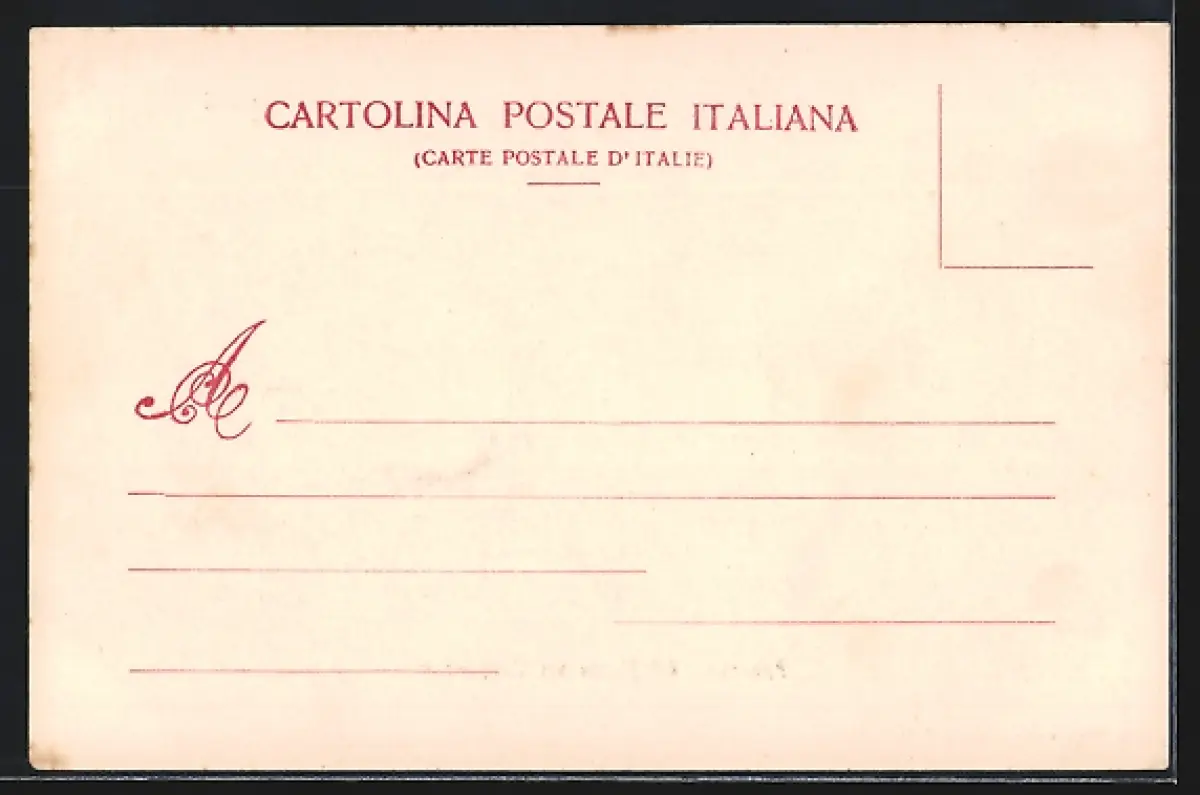 CARTOLINA POSTALE ITALIANA
(CARTE POSTALE D'ITALIE)
A